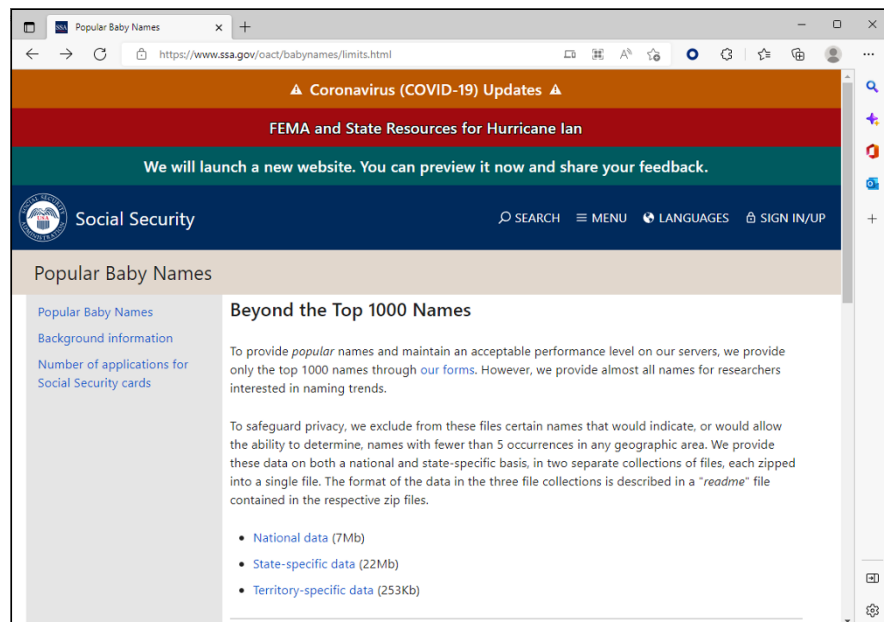 Popular Baby Names
https://www.ssa.gov/oact/babynames/limits.html
Coronavirus (COVID-19) Updates
FEMA and State Resources for Hurricane Ian
We will launch a new website. You can preview it now and share your feedback.
Social Security
SEARCH MENU LANGUAGES SIGN IN/UP
Popular Baby Names
Popular Baby Names
Background information
Number of applications for
Social Security cards
Beyond the Top 1000 Names
To provide popular names and maintain an acceptable performance level on our servers, we provide
only the top 1000 names through our forms. However, we provide almost all names for researchers
interested in naming trends.
To safeguard privacy, we exclude from these files certain names that would indicate, or would allow
the ability to determine, names with fewer than 5 occurrences in any geographic area. We provide
these data on both a national and state-specific basis, in two separate collections of files, each zipped
into a single file. The format of the data in the three file collections is described in a "readme" file
contained in the respective zip files.
• National data (7Mb)
• State-specific data (22Mb)
• Territory-specific data (253Kb)